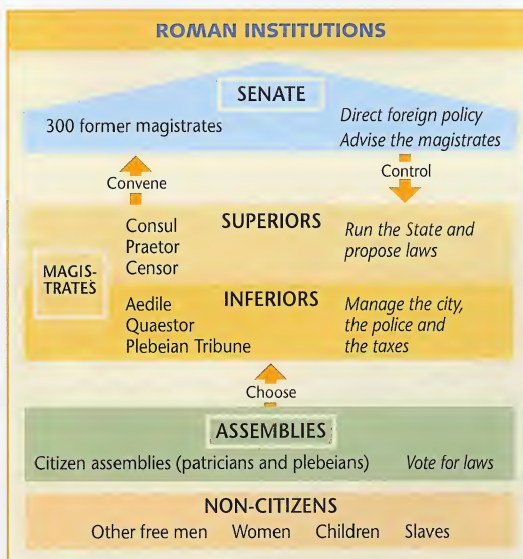 ROMAN INSTITUTIONS
SENATE
300 former magistrates
Direct foreign policy
Advise the magistrates
Convene
Control
MAGIS-
TRATES
Consul
Praetor
Censor
SUPERIORS
Run the State and
propose laws
Aedile
Quaestor
Plebeian Tribune
INFERIORS
Manage the city,
the police and
the taxes
Choose
ASSEMBLIES
Citizen assemblies (patricians and plebeians)
Vote for laws
NON-CITIZENS
Other free men Women Children Slaves